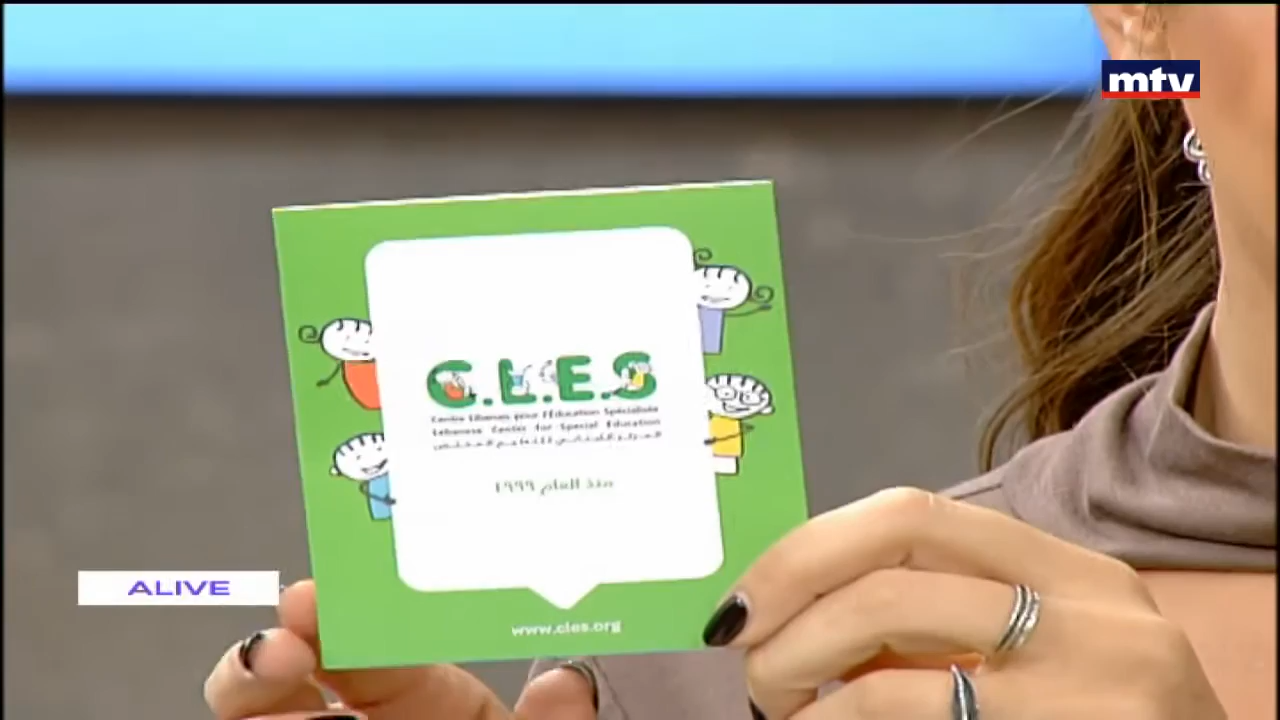 mtv
C.L.E.S
Centre Libanais pour l'Éducation Spécialisée
Lebanese Center for Special Education
المركز اللبناني للتعليم المختص
منذ العام ١٩٩٩
www.cles.org
ALIVE